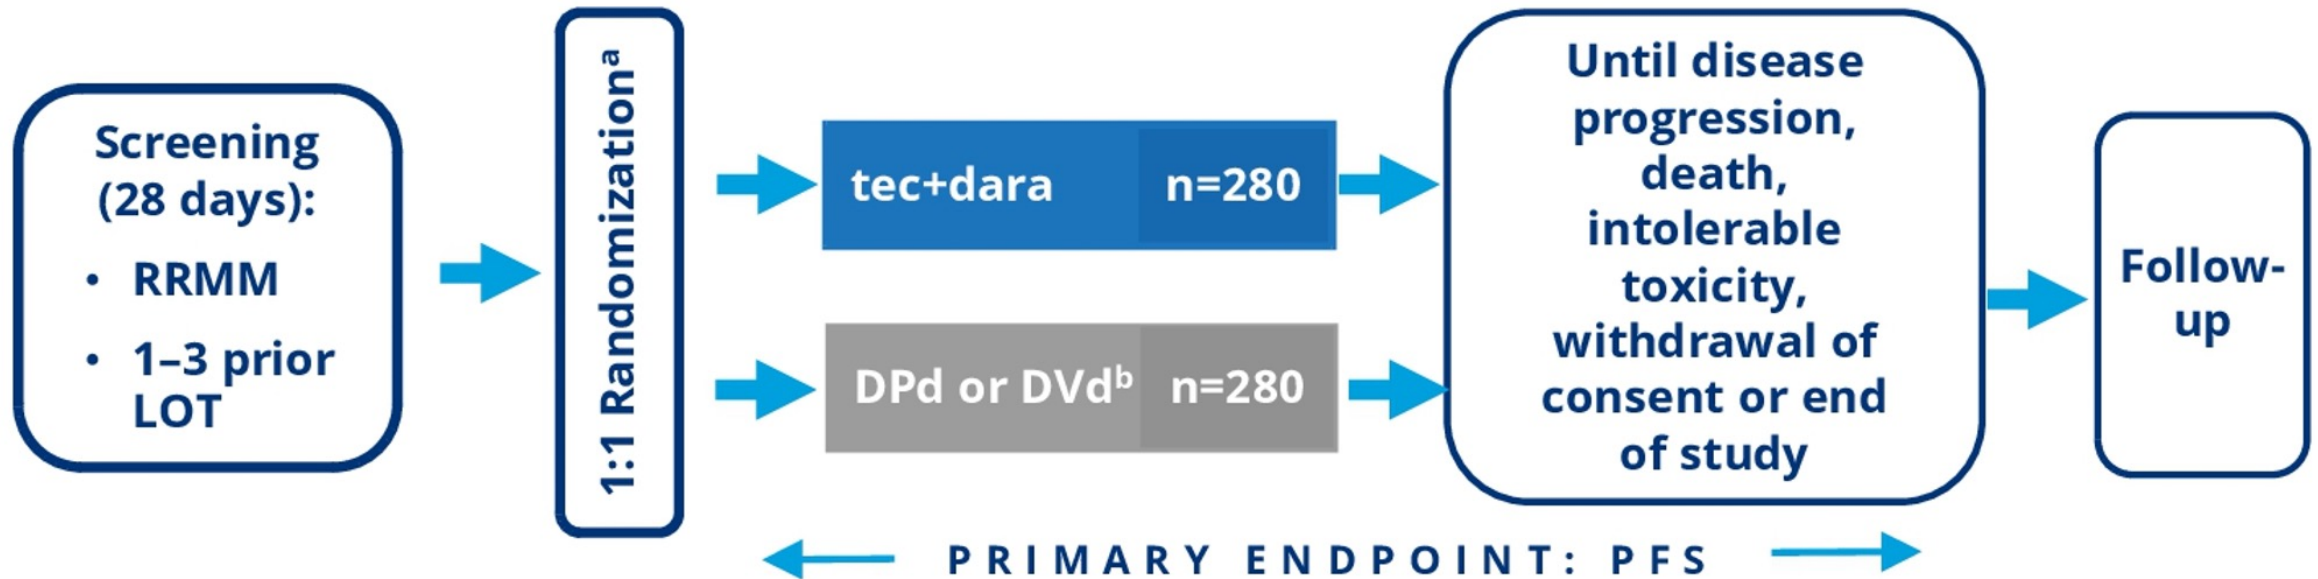 Screening
(28 days):
• RRMM
• 1–3 prior
LOT
1:1 Randomizationᵃ
tec+dara n=280
DPd or DVdᵇ n=280
Until disease
progression,
death,
intolerable
toxicity,
withdrawal of
consent or end
of study
Follow-
up
PRIMARY ENDPOINT: PFS